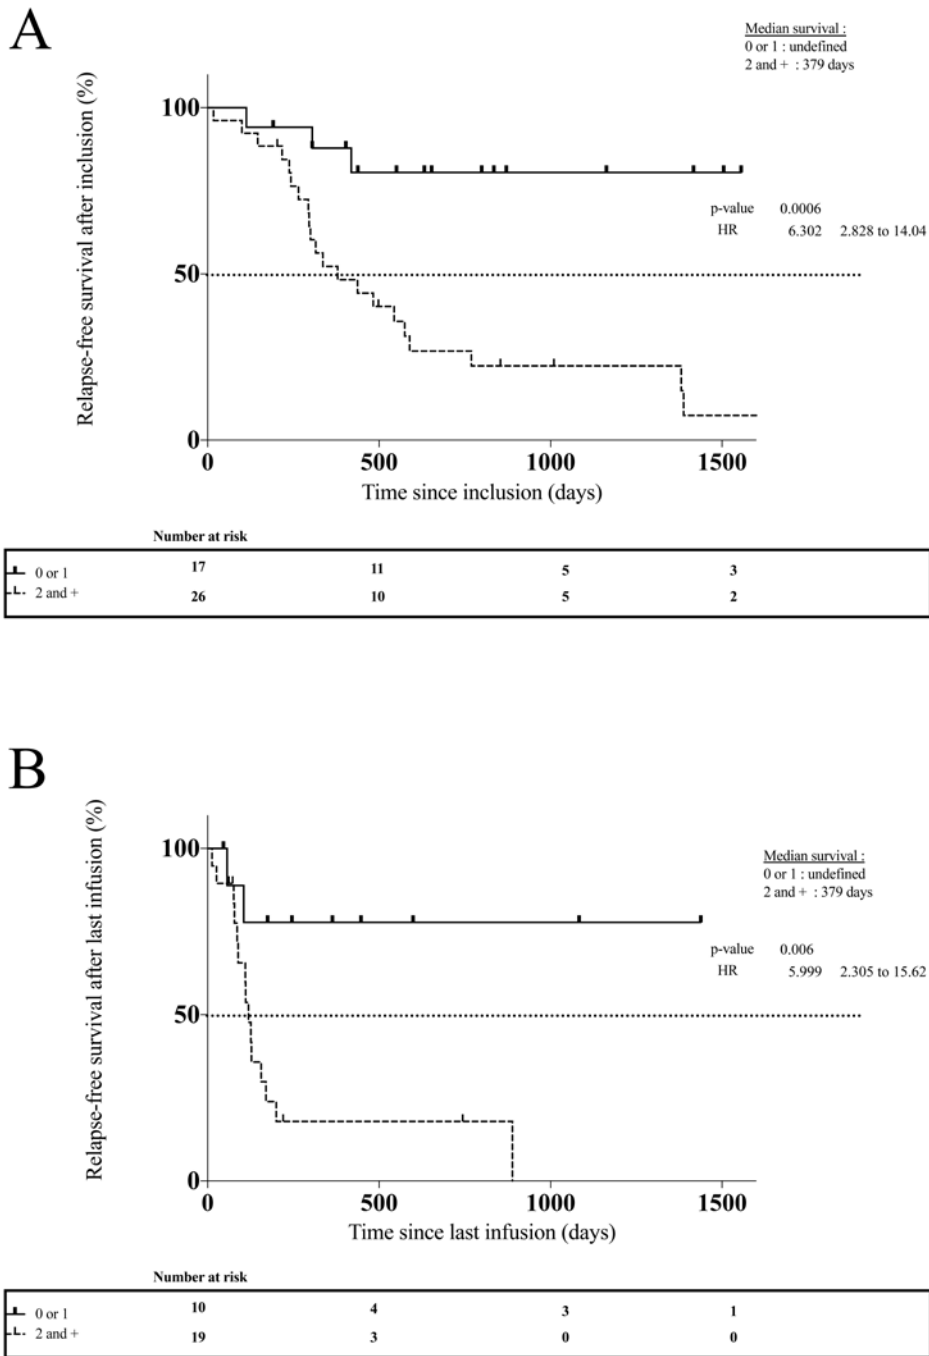 A
Median survival :
0 or 1 : undefined
2 and + : 379 days
Relapse-free survival after inclusion (%)
100
50
0
p-value 0.0006
HR 6.302 2.828 to 14.04
0 500 1000 1500
Time since inclusion (days)
Number at risk
0 or 1 17 11 5 3
2 and + 26 10 5 2
B
Relapse-free survival after last infusion (%)
100
50
0
Median survival :
0 or 1 : undefined
2 and + : 379 days
p-value 0.006
HR 5.999 2.305 to 15.62
0 500 1000 1500
Time since last infusion (days)
Number at risk
0 or 1 10 4 3 1
2 and + 19 3 0 0